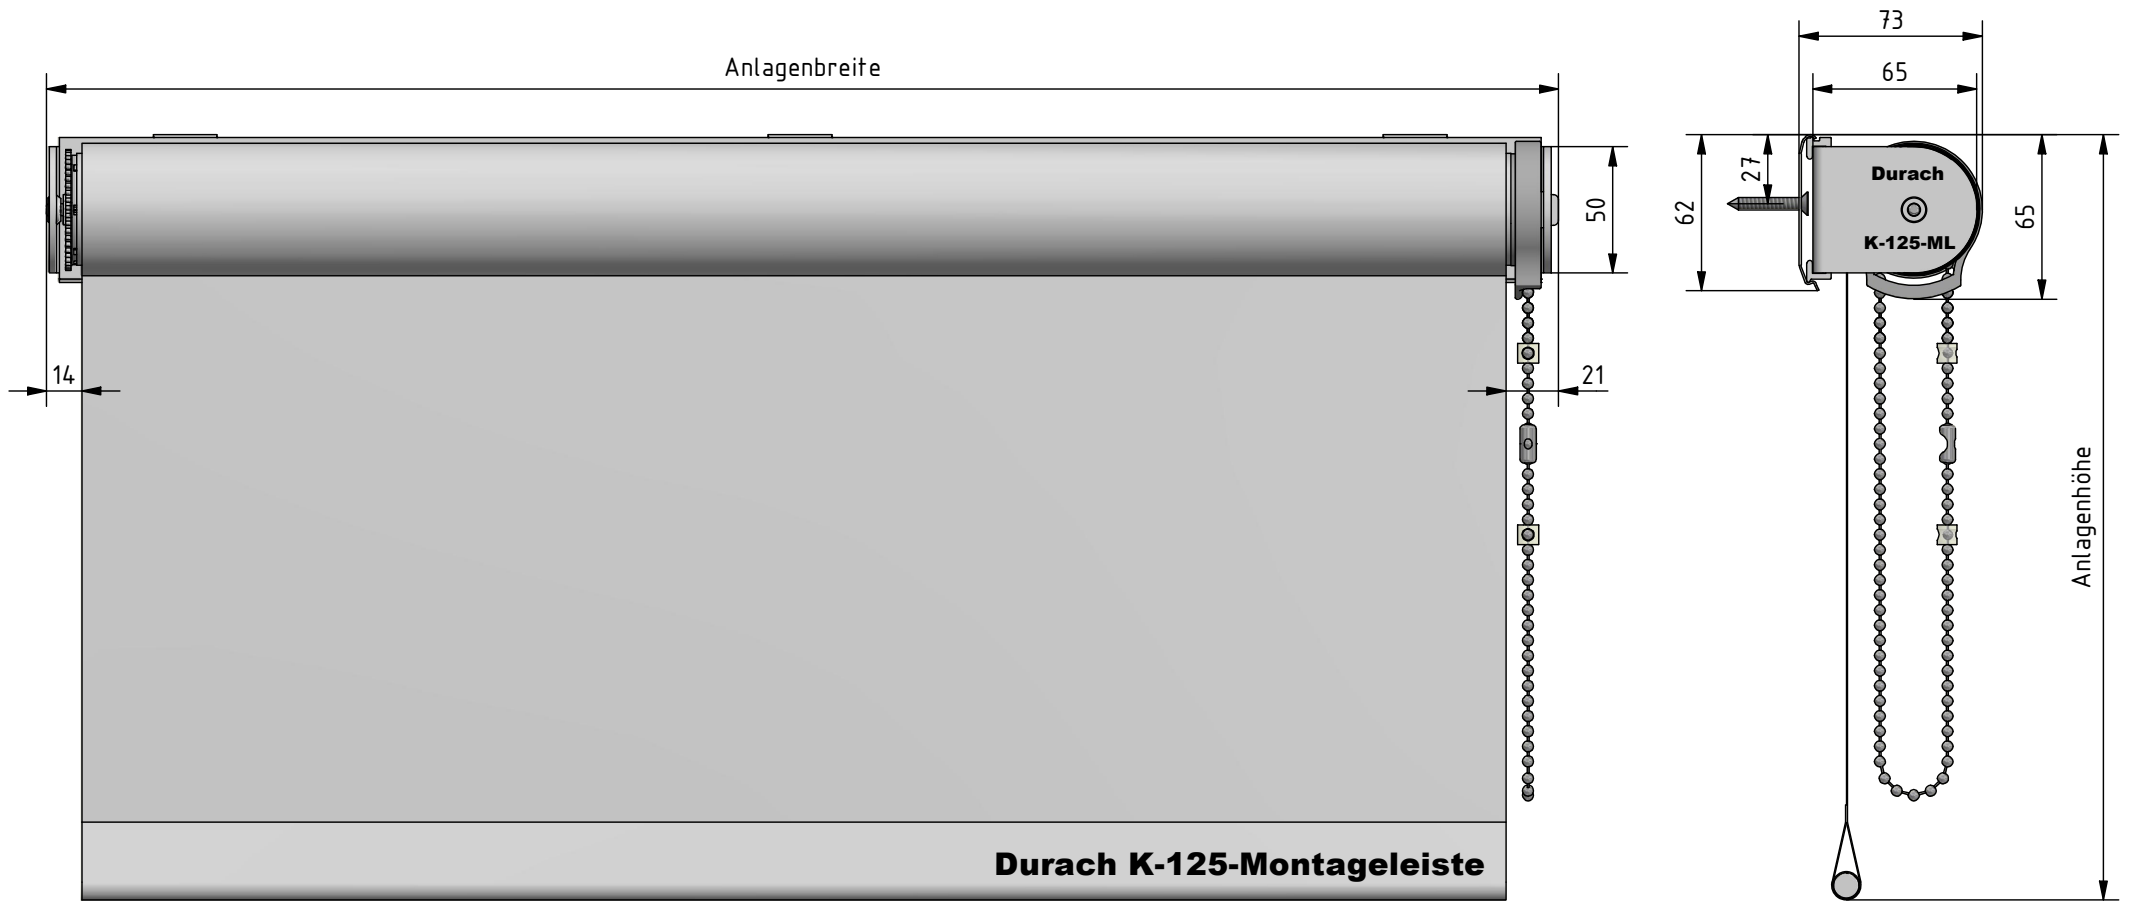 Anlagenbreite
14
21
50
Durach K-125-Montageleiste
73
65
27
62
65
Durach
K-125-ML
Anlagenhöhe